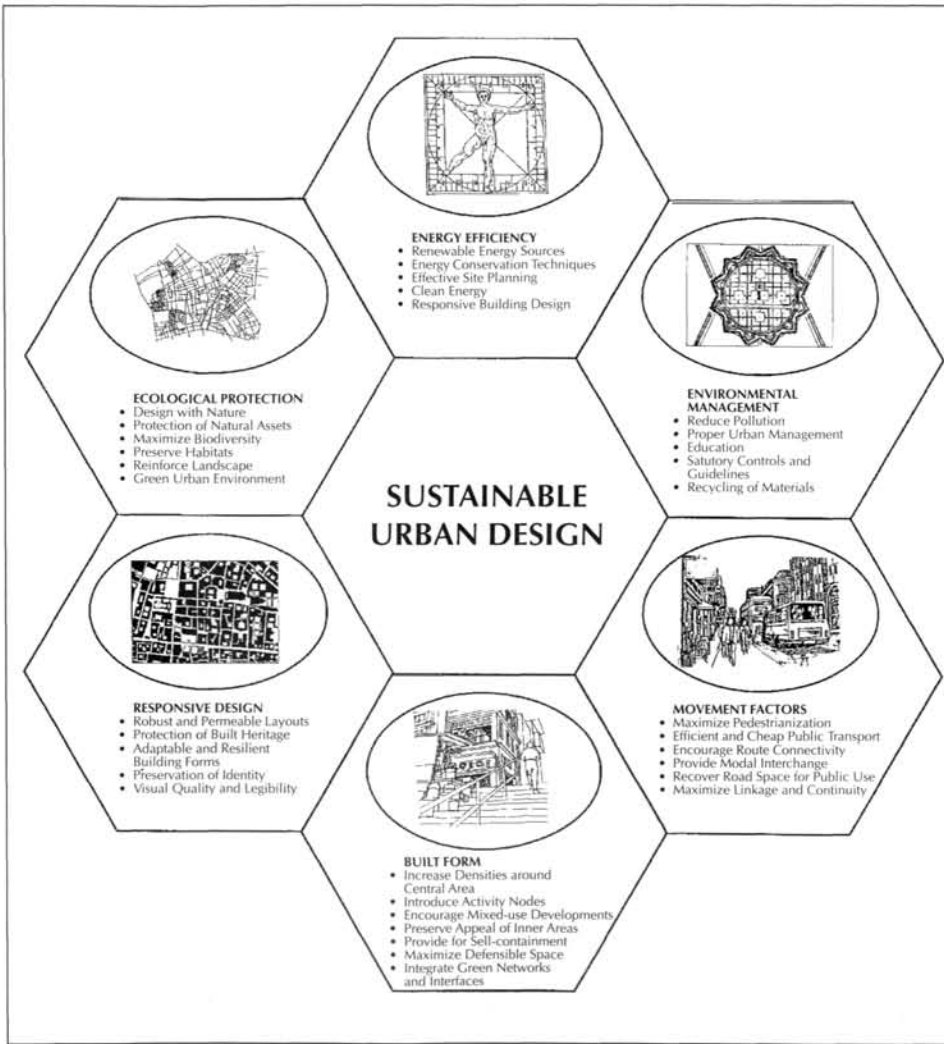 ENERGY EFFICIENCY
• Renewable Energy Sources
• Energy Conservation Techniques
• Effective Site Planning
• Clean Energy
• Responsive Building Design
ECOLOGICAL PROTECTION
• Design with Nature
• Protection of Natural Assets
• Maximize Biodiversity
• Preserve Habitats
• Reinforce Landscape
• Green Urban Environment
ENVIRONMENTAL
MANAGEMENT
• Reduce Pollution
• Proper Urban Management
• Education
• Satutory Controls and
Guidelines
• Recycling of Materials
SUSTAINABLE
URBAN DESIGN
RESPONSIVE DESIGN
• Robust and Permeable Layouts
• Protection of Built Heritage
• Adaptable and Resilient
Building Forms
• Preservation of Identity
• Visual Quality and Legibility
MOVEMENT FACTORS
• Maximize Pedestrianization
• Efficient and Cheap Public Transport
• Encourage Route Connectivity
• Provide Modal Interchange
• Recover Road Space for Public Use
• Maximize Linkage and Continuity
BUILT FORM
• Increase Densities around
Central Area
• Introduce Activity Nodes
• Encourage Mixed-use Developments
• Preserve Appeal of Inner Areas
• Provide for Sell-containment
• Maximize Defensible Space
• Integrate Green Networks
and Interfaces